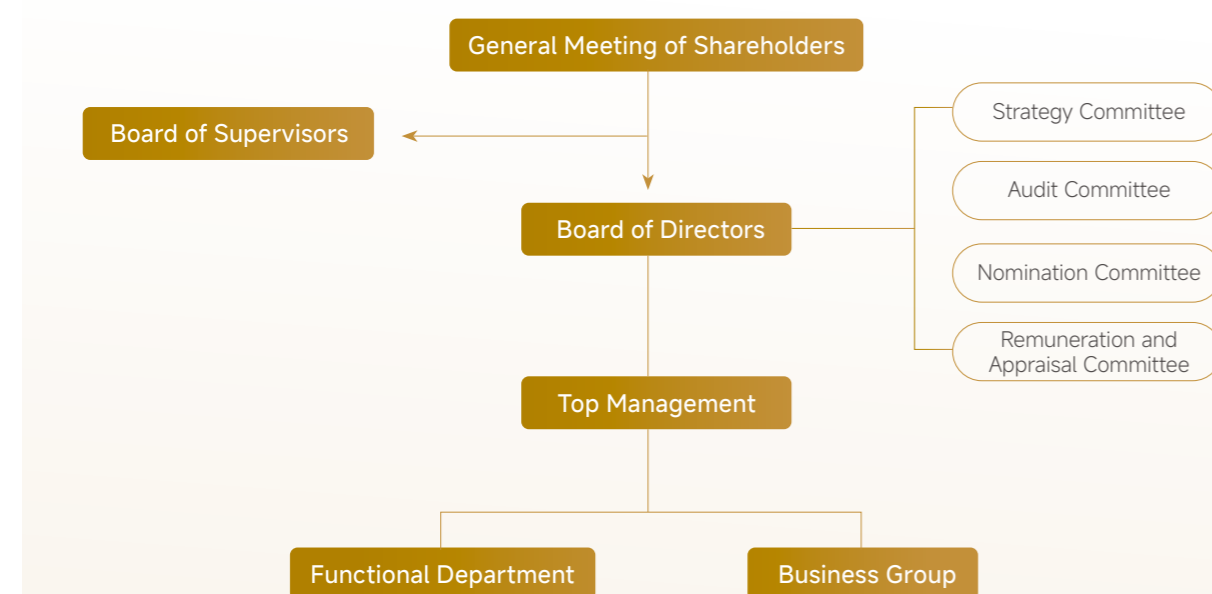 General Meeting of Shareholders
Board of Supervisors
Strategy Committee
Audit Committee
Board of Directors
Nomination Committee
Remuneration and
Appraisal Committee
Top Management
Functional Department
Business Group